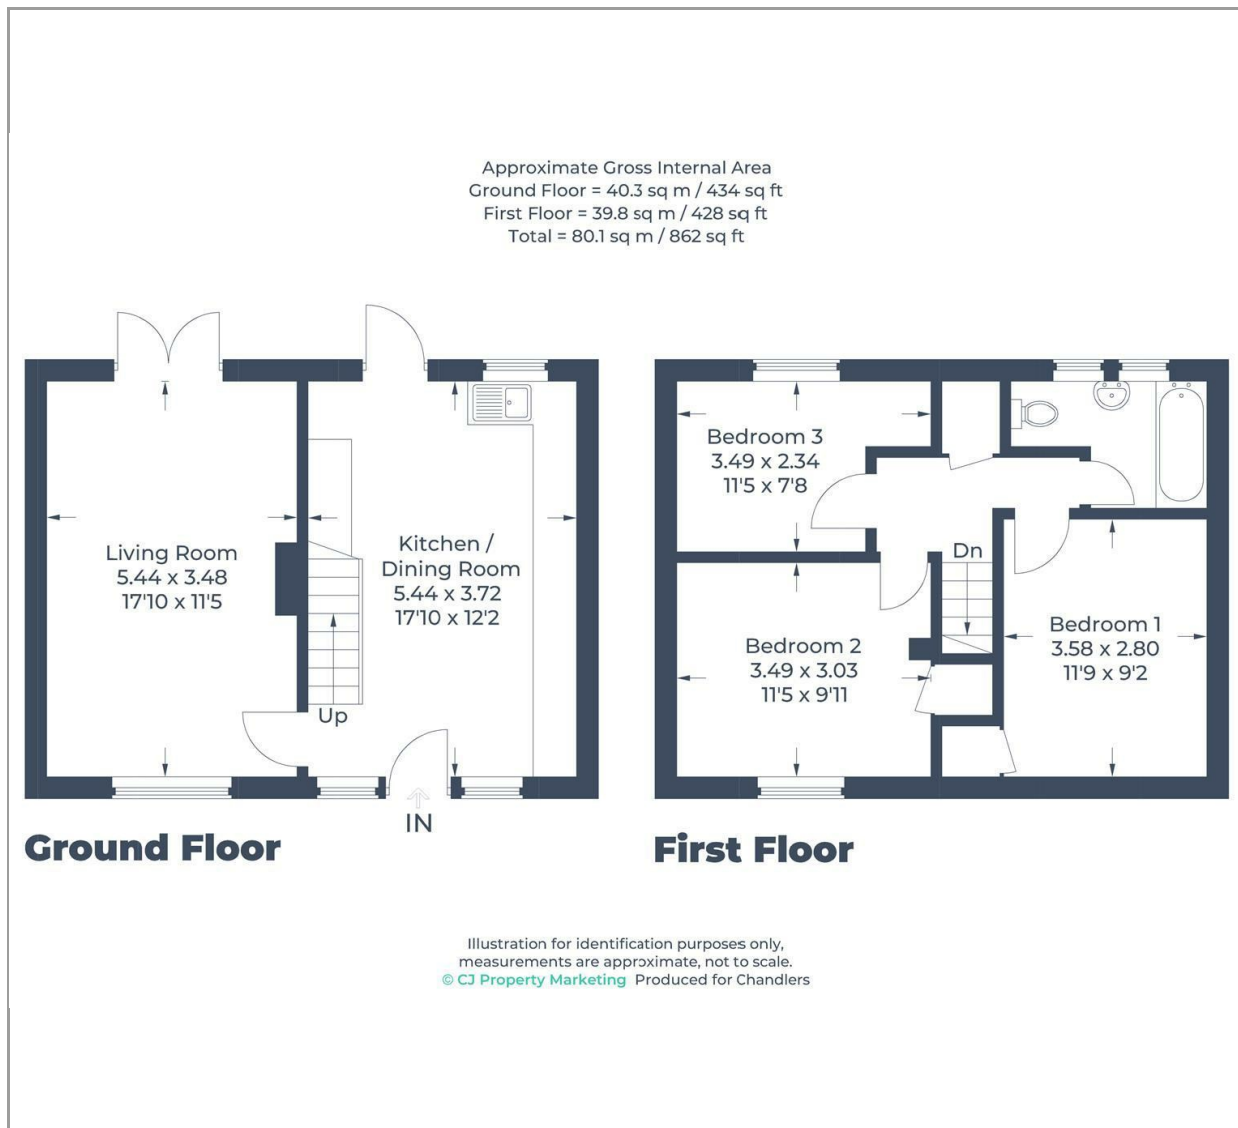 Approximate Gross Internal Area
Ground Floor = 40.3 sq m / 434 sq ft
First Floor = 39.8 sq m / 428 sq ft
Total = 80.1 sq m / 862 sq ft
Living Room
5.44 x 3.48
17'10 x 11'5
Kitchen /
Dining Room
5.44 x 3.72
17'10 x 12'2
Up
IN
Ground Floor
Bedroom 3
3.49 x 2.34
11'5 x 7'8
Dn
Bedroom 2
3.49 x 3.03
11'5 x 9'11
Bedroom 1
3.58 x 2.80
11'9 x 9'2
First Floor
Illustration for identification purposes only,
measurements are approximate, not to scale.
© CJ Property Marketing Produced for Chandlers